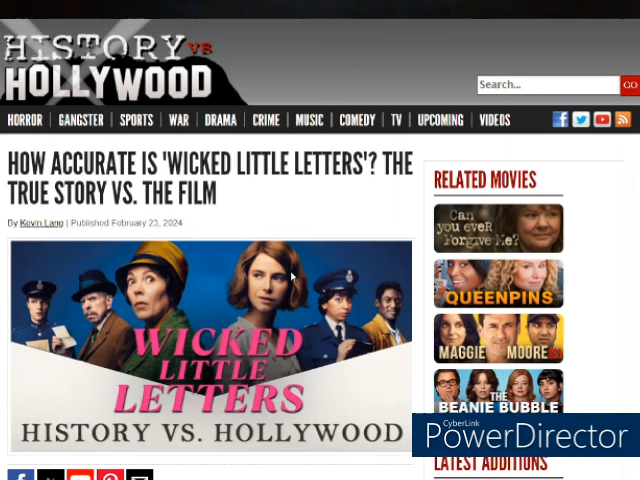 HISTORY vs
HOLLYWOOD
Search... GO
HORROR | GANGSTER | SPORTS | WAR | DRAMA | CRIME | MUSIC | COMEDY | TV | UPCOMING | VIDEOS
HOW ACCURATE IS 'WICKED LITTLE LETTERS'? THE
TRUE STORY VS. THE FILM
By Kevin Lang | Published February 23, 2024
WICKED
LITTLE
LETTERS
HISTORY VS. HOLLYWOOD
RELATED MOVIES
Can
you ever
Forgive Me?
QUEENPINS
MAGGIE MOORE(S)
THE
BEANIE BUBBLE
CyberLink
PowerDirector
LATEST ADDITIONS